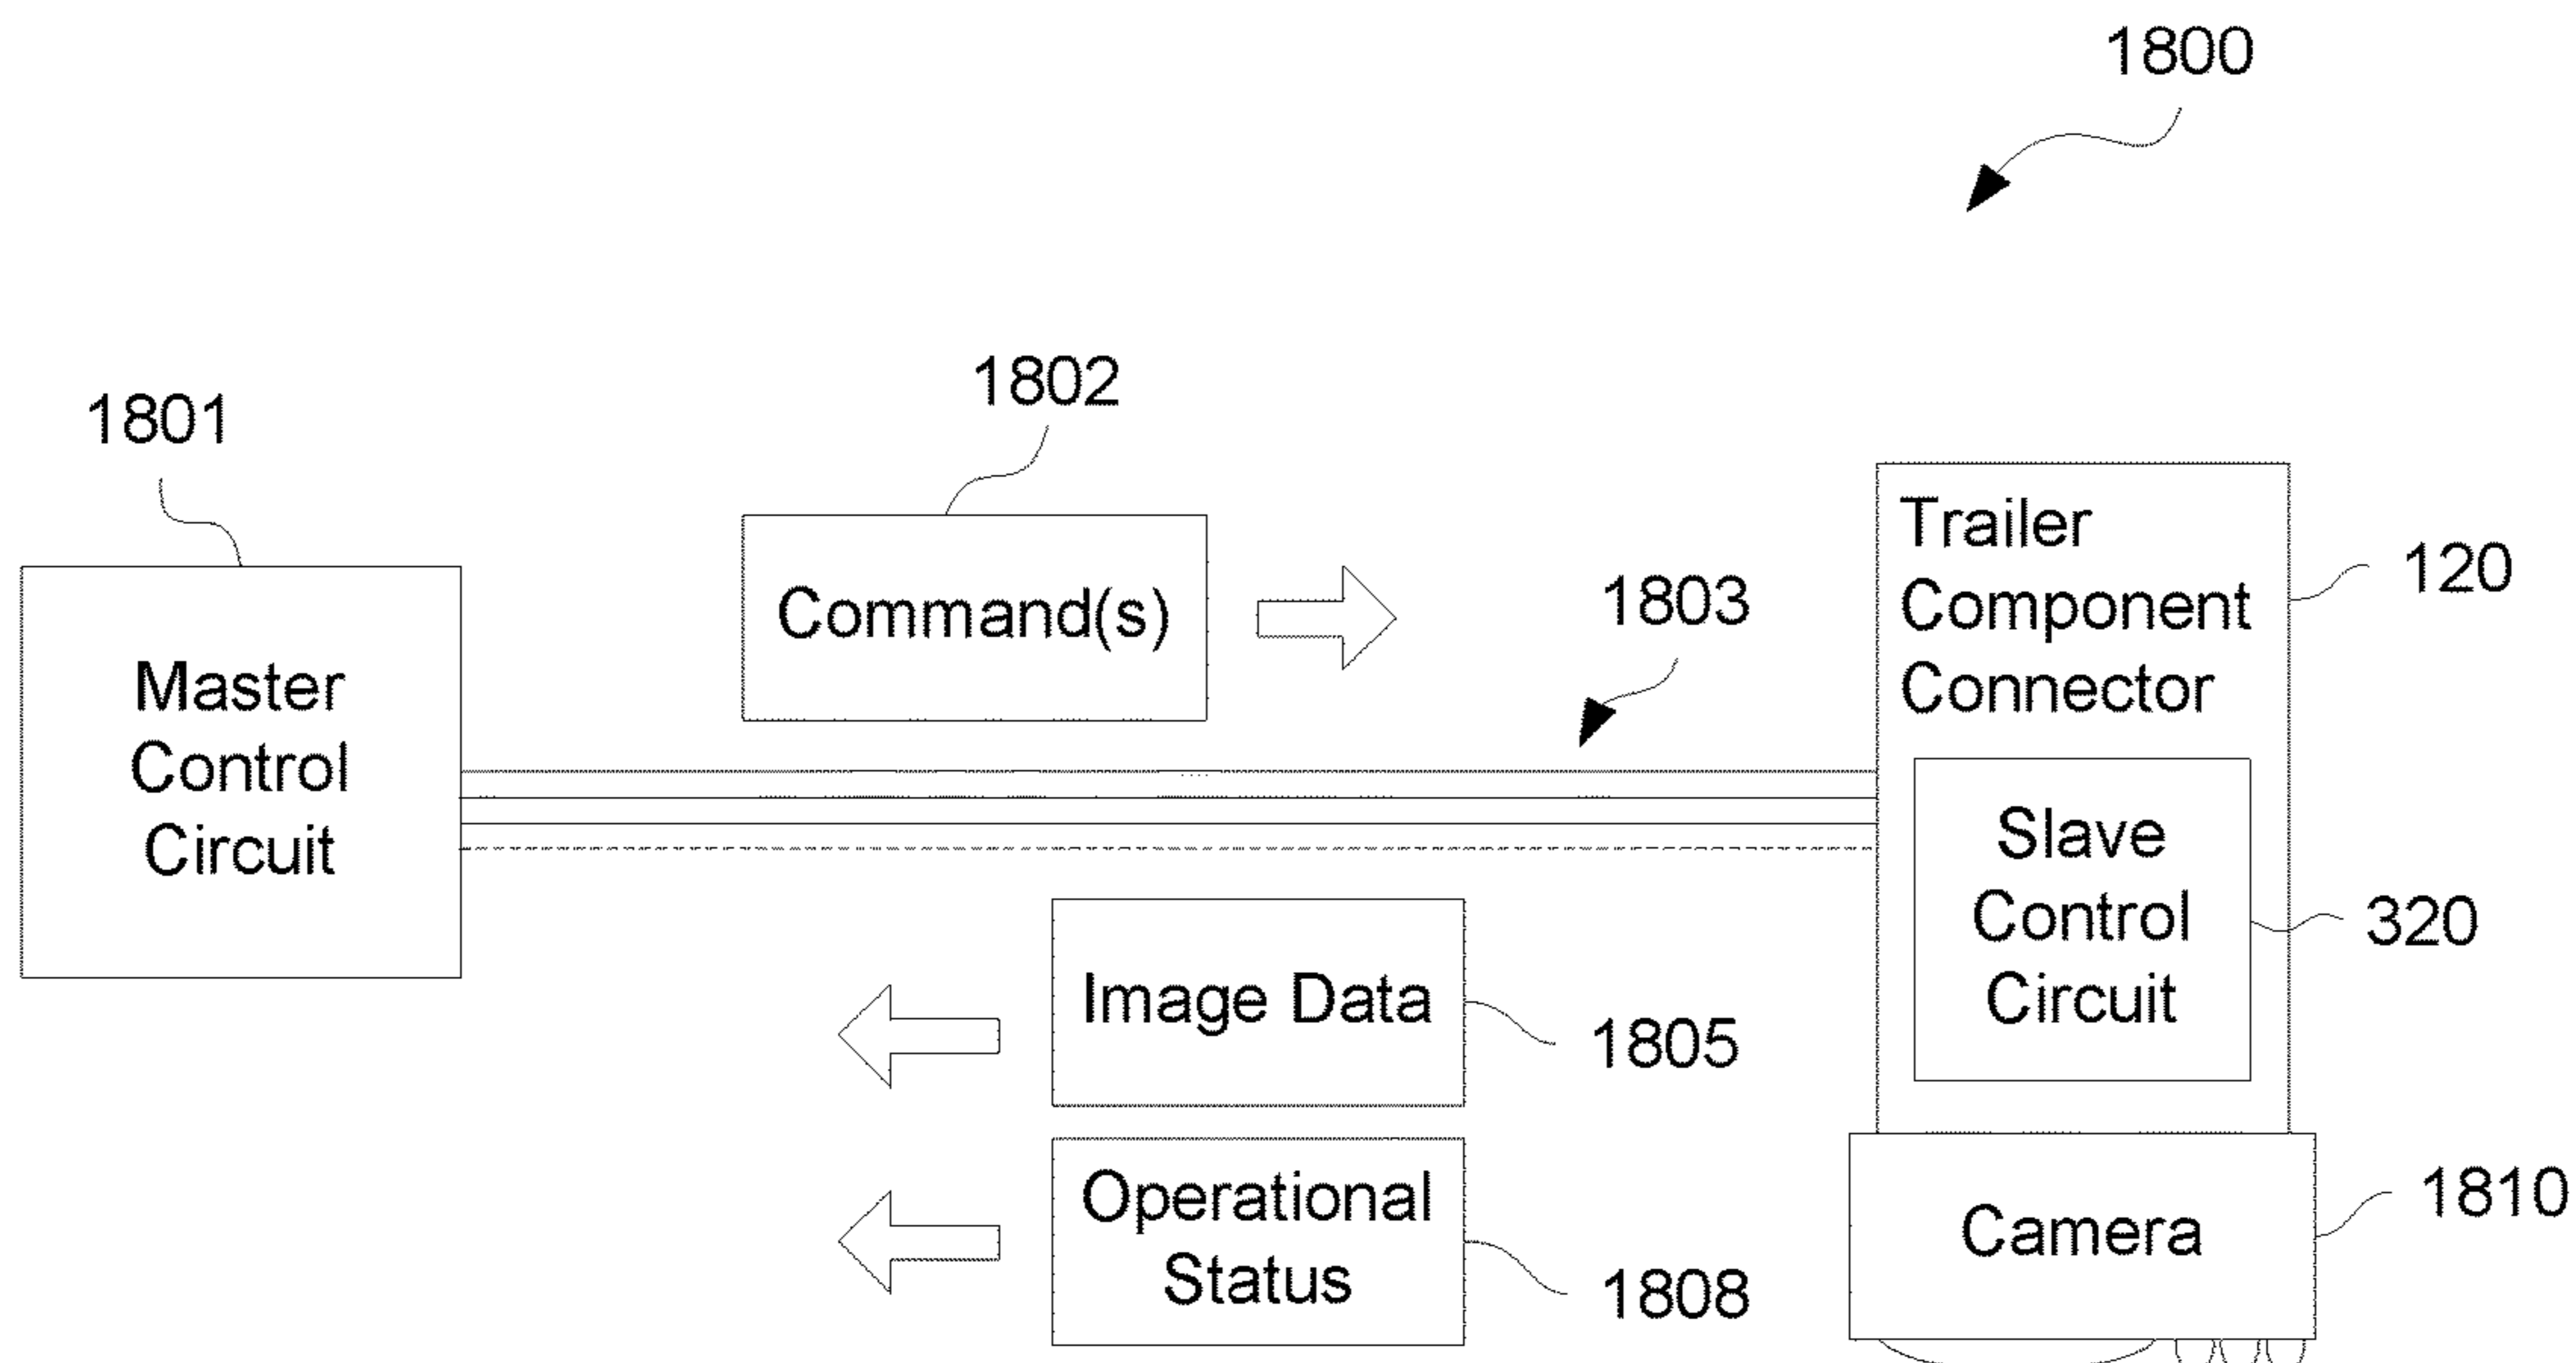 1800
1801
1802
Command(s)
1803
Master
Control
Circuit
Trailer
Component
Connector
120
Slave
Control
Circuit
320
Image Data
1805
Operational
Status
1808
Camera
1810